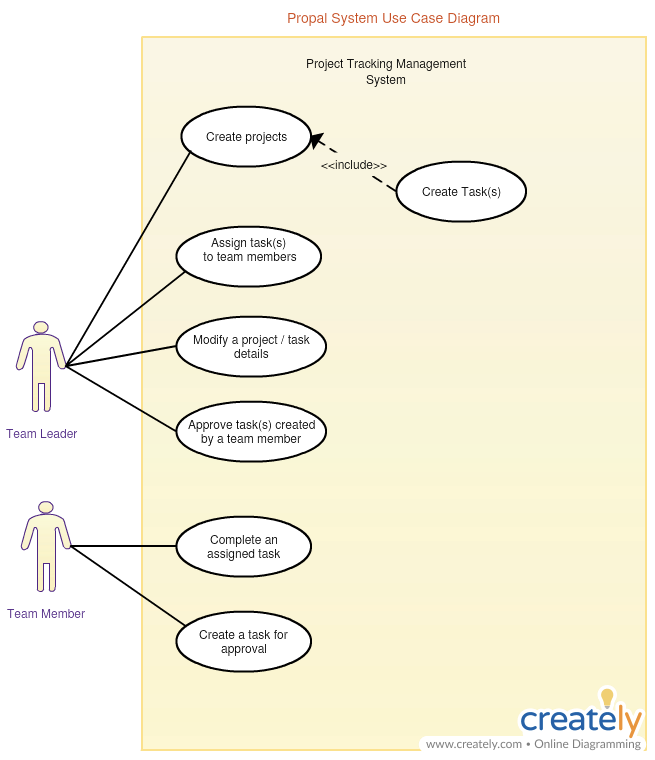 Propal System Use Case Diagram
Project Tracking Management
System
Create projects
<<include>>
Create Task(s)
Assign task(s)
to team members
Modify a project / task
details
Approve task(s) created
by a team member
Team Leader
Complete an
assigned task
Team Member
Create a task for
approval
creately
www.creately.com • Online Diagramming